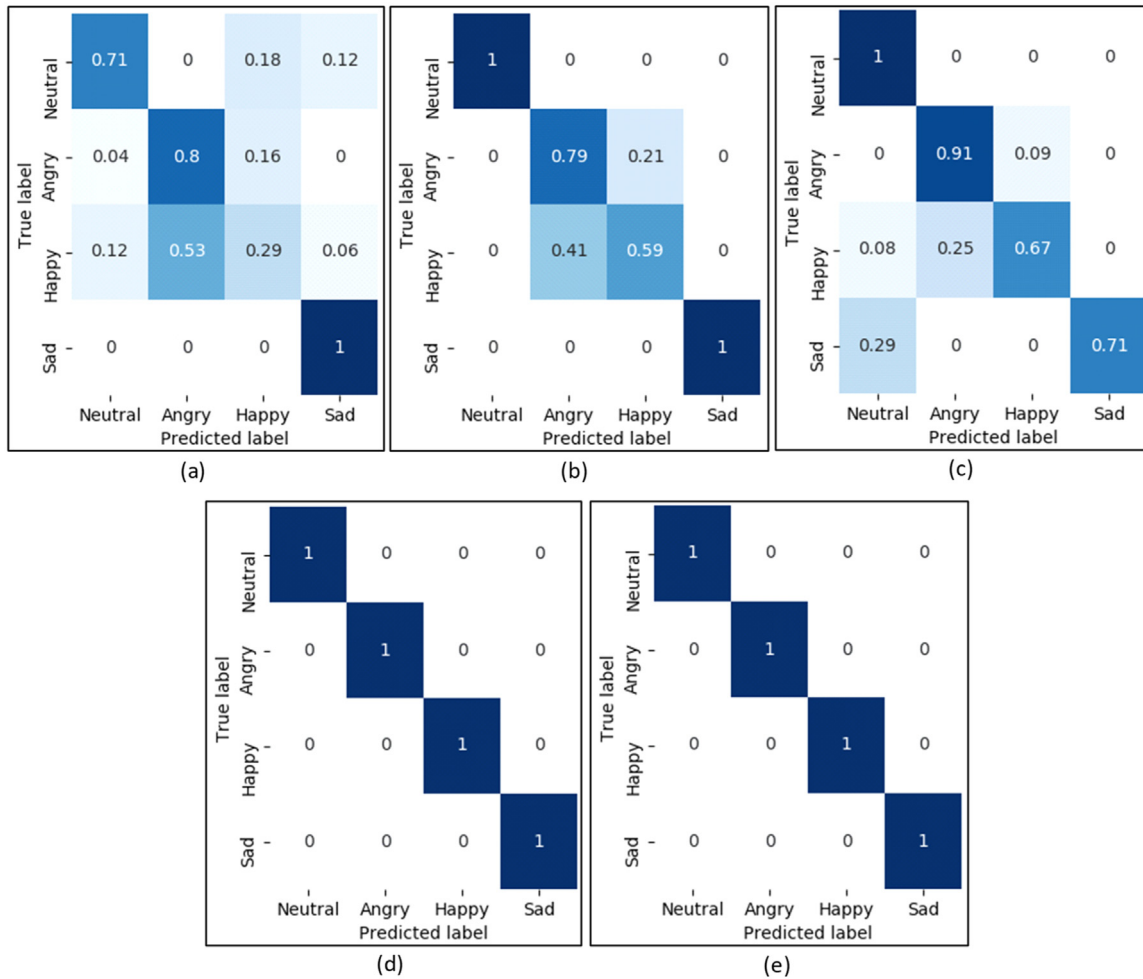 Neutral 0.71 0 0.18 0.12
Angry 0.04 0.8 0.16 0
Happy 0.12 0.53 0.29 0.06
Sad 0 0 0 1
True label
Neutral Angry Happy Sad
Predicted label
(a)
Neutral 1 0 0 0
Angry 0 0.79 0.21 0
Happy 0 0.41 0.59 0
Sad 0 0 0 1
True label
Neutral Angry Happy Sad
Predicted label
(b)
Neutral 1 0 0 0
Angry 0 0.91 0.09 0
Happy 0.08 0.25 0.67 0
Sad 0.29 0 0 0.71
True label
Neutral Angry Happy Sad
Predicted label
(c)
Neutral 1 0 0 0
Angry 0 1 0 0
Happy 0 0 1 0
Sad 0 0 0 1
True label
Neutral Angry Happy Sad
Predicted label
(d)
Neutral 1 0 0 0
Angry 0 1 0 0
Happy 0 0 1 0
Sad 0 0 0 1
True label
Neutral Angry Happy Sad
Predicted label
(e)